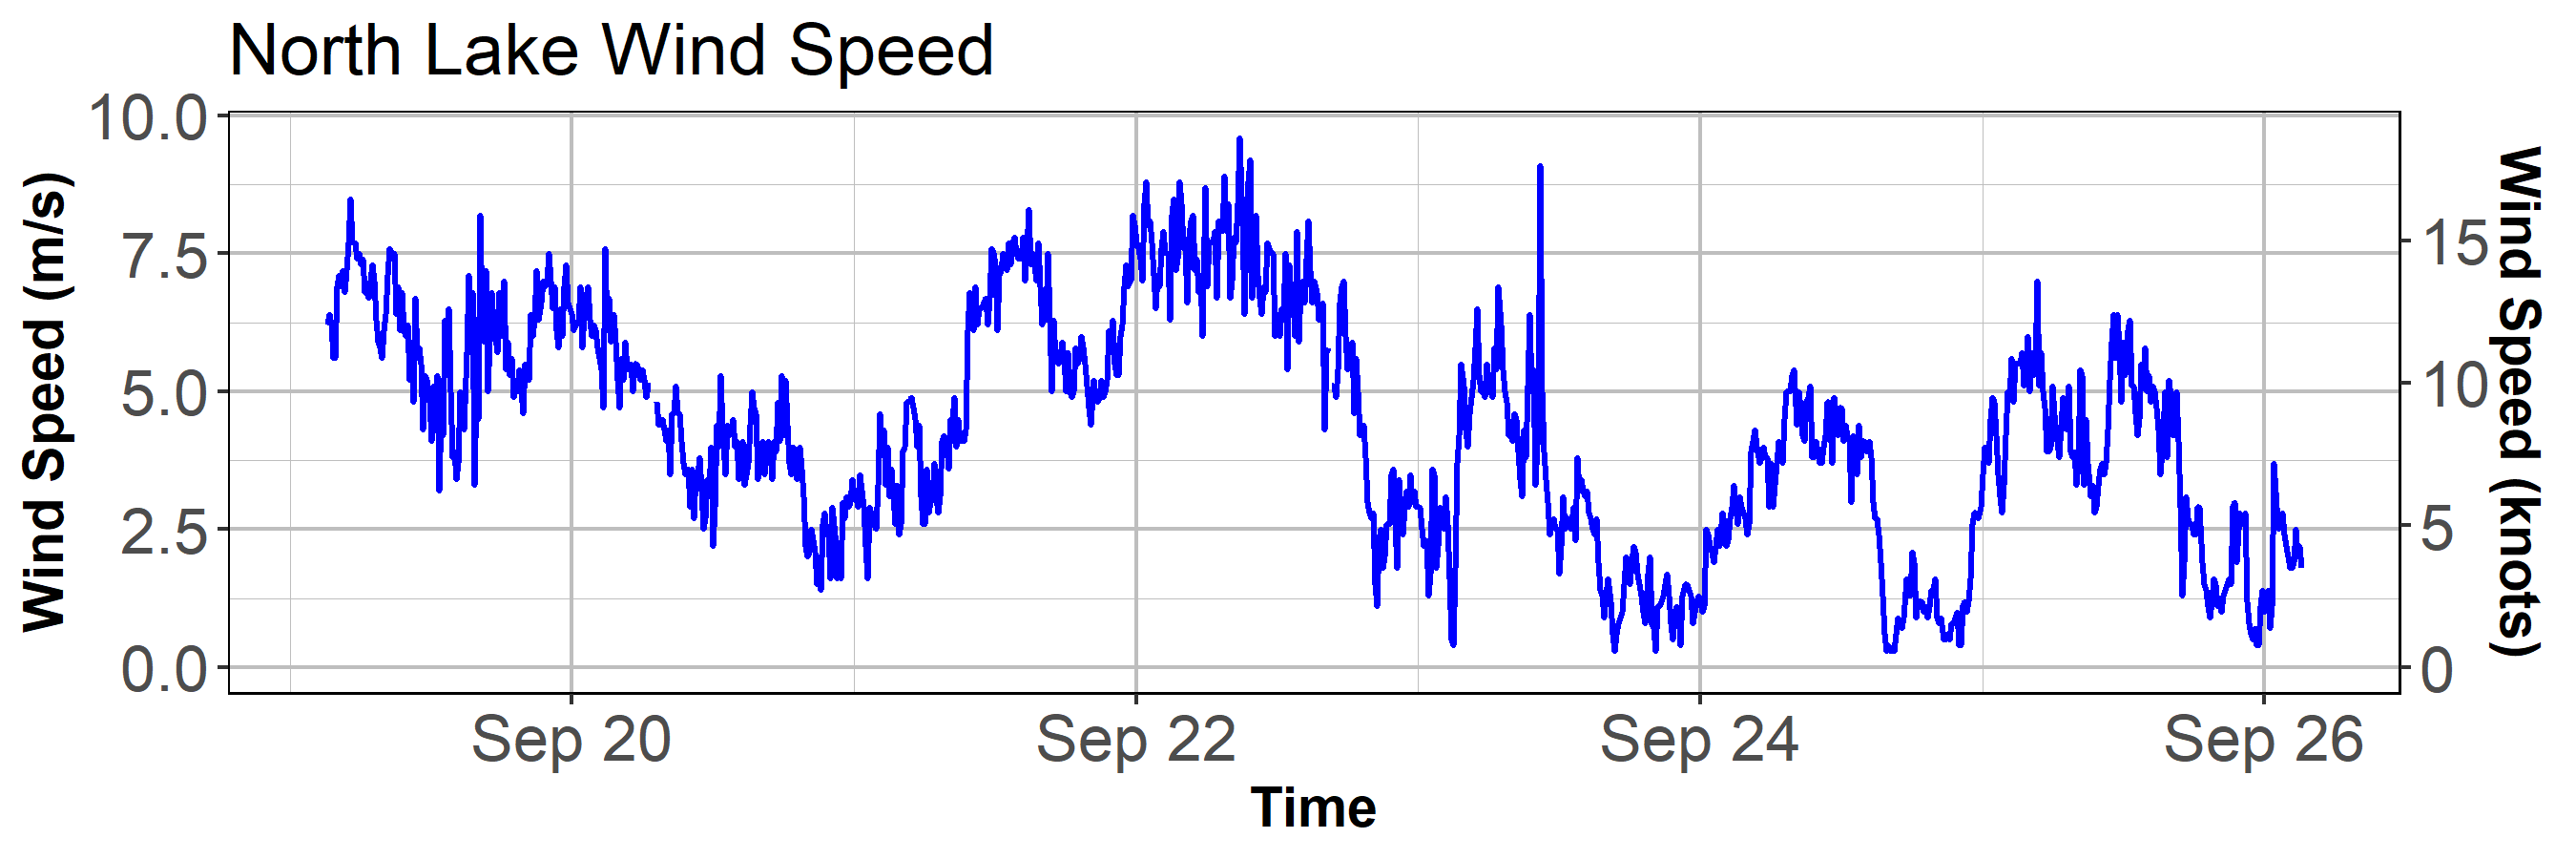 North Lake Wind Speed
Wind Speed (m/s)
10.0
7.5
5.0
2.5
0.0
Wind Speed (knots)
15
10
5
0
Sep 20
Sep 22
Sep 24
Sep 26
Time